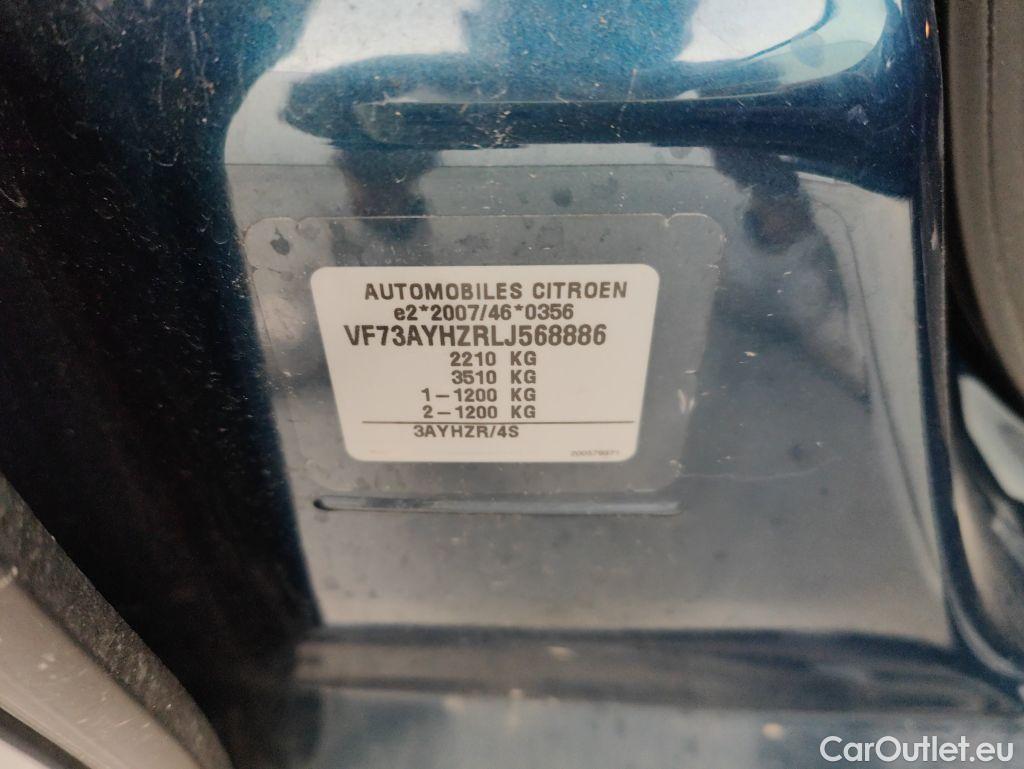 AUTOMOBILES CITROEN
e2*2007/46*0356
VF73AYHZRLJ568886
2210 KG
3510 KG
1-1200 KG
2-1200 KG
3AYHZR/4S
CarOutlet.eu